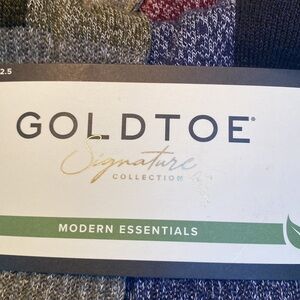 2.5
GOLDTOE®
Signature
COLLECTION
MODERN ESSENTIALS